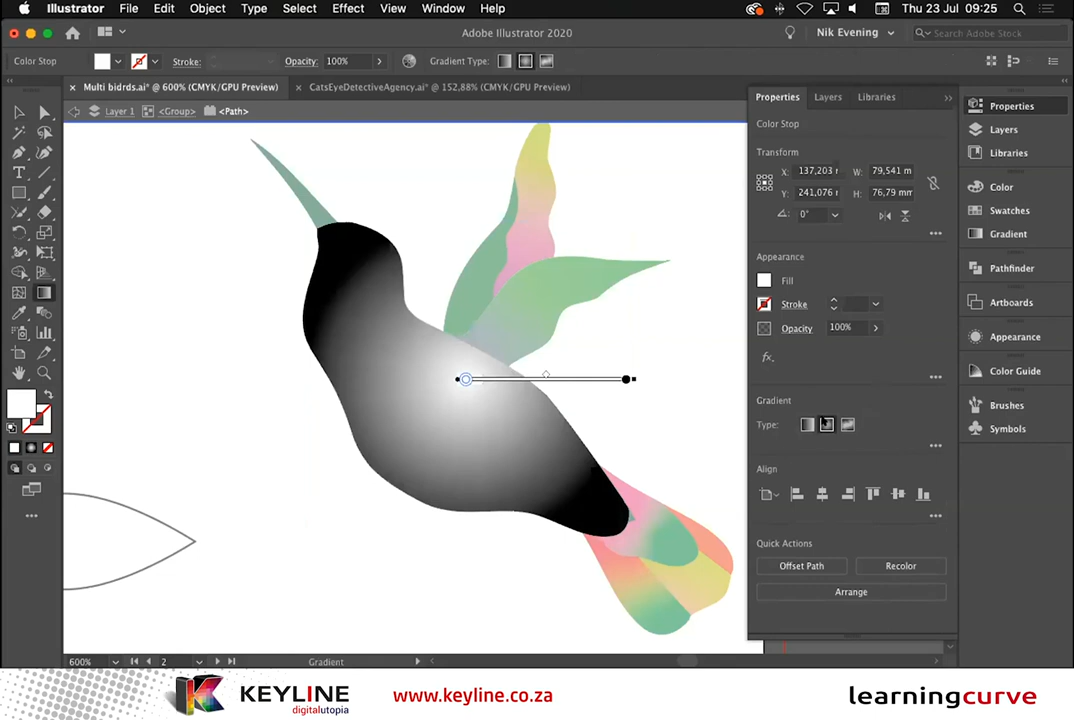 Illustrator File Edit Object Type Select Effect View Window Help Thu 23 Jul 09:25
Adobe Illustrator 2020 Nik Evening Search Adobe Stock
Color Stop Stroke: Opacity: 100% Gradient Type:
× Multi bidrds.ai* @ 600% (CMYK/GPU Preview) × CatsEyeDetectiveAgency.ai* @ 152,88% (CMYK/GPU Preview)
Layer 1 <Group> <Path>
Properties Layers Libraries
Color Stop
Transform
X: 137,203 W: 79,541 m
Y: 241,076 H: 76,79 mm
0°
Appearance
Fill
Stroke
Opacity 100%
fx.
Gradient
Type:
Align
Quick Actions
Offset Path Recolor
Arrange
Properties
Layers
Libraries
Color
Swatches
Gradient
Pathfinder
Artboards
Appearance
Color Guide
Brushes
Symbols
600% 2 Gradient
KEYLINE
digitalutopia
www.keyline.co.za
learningcurve